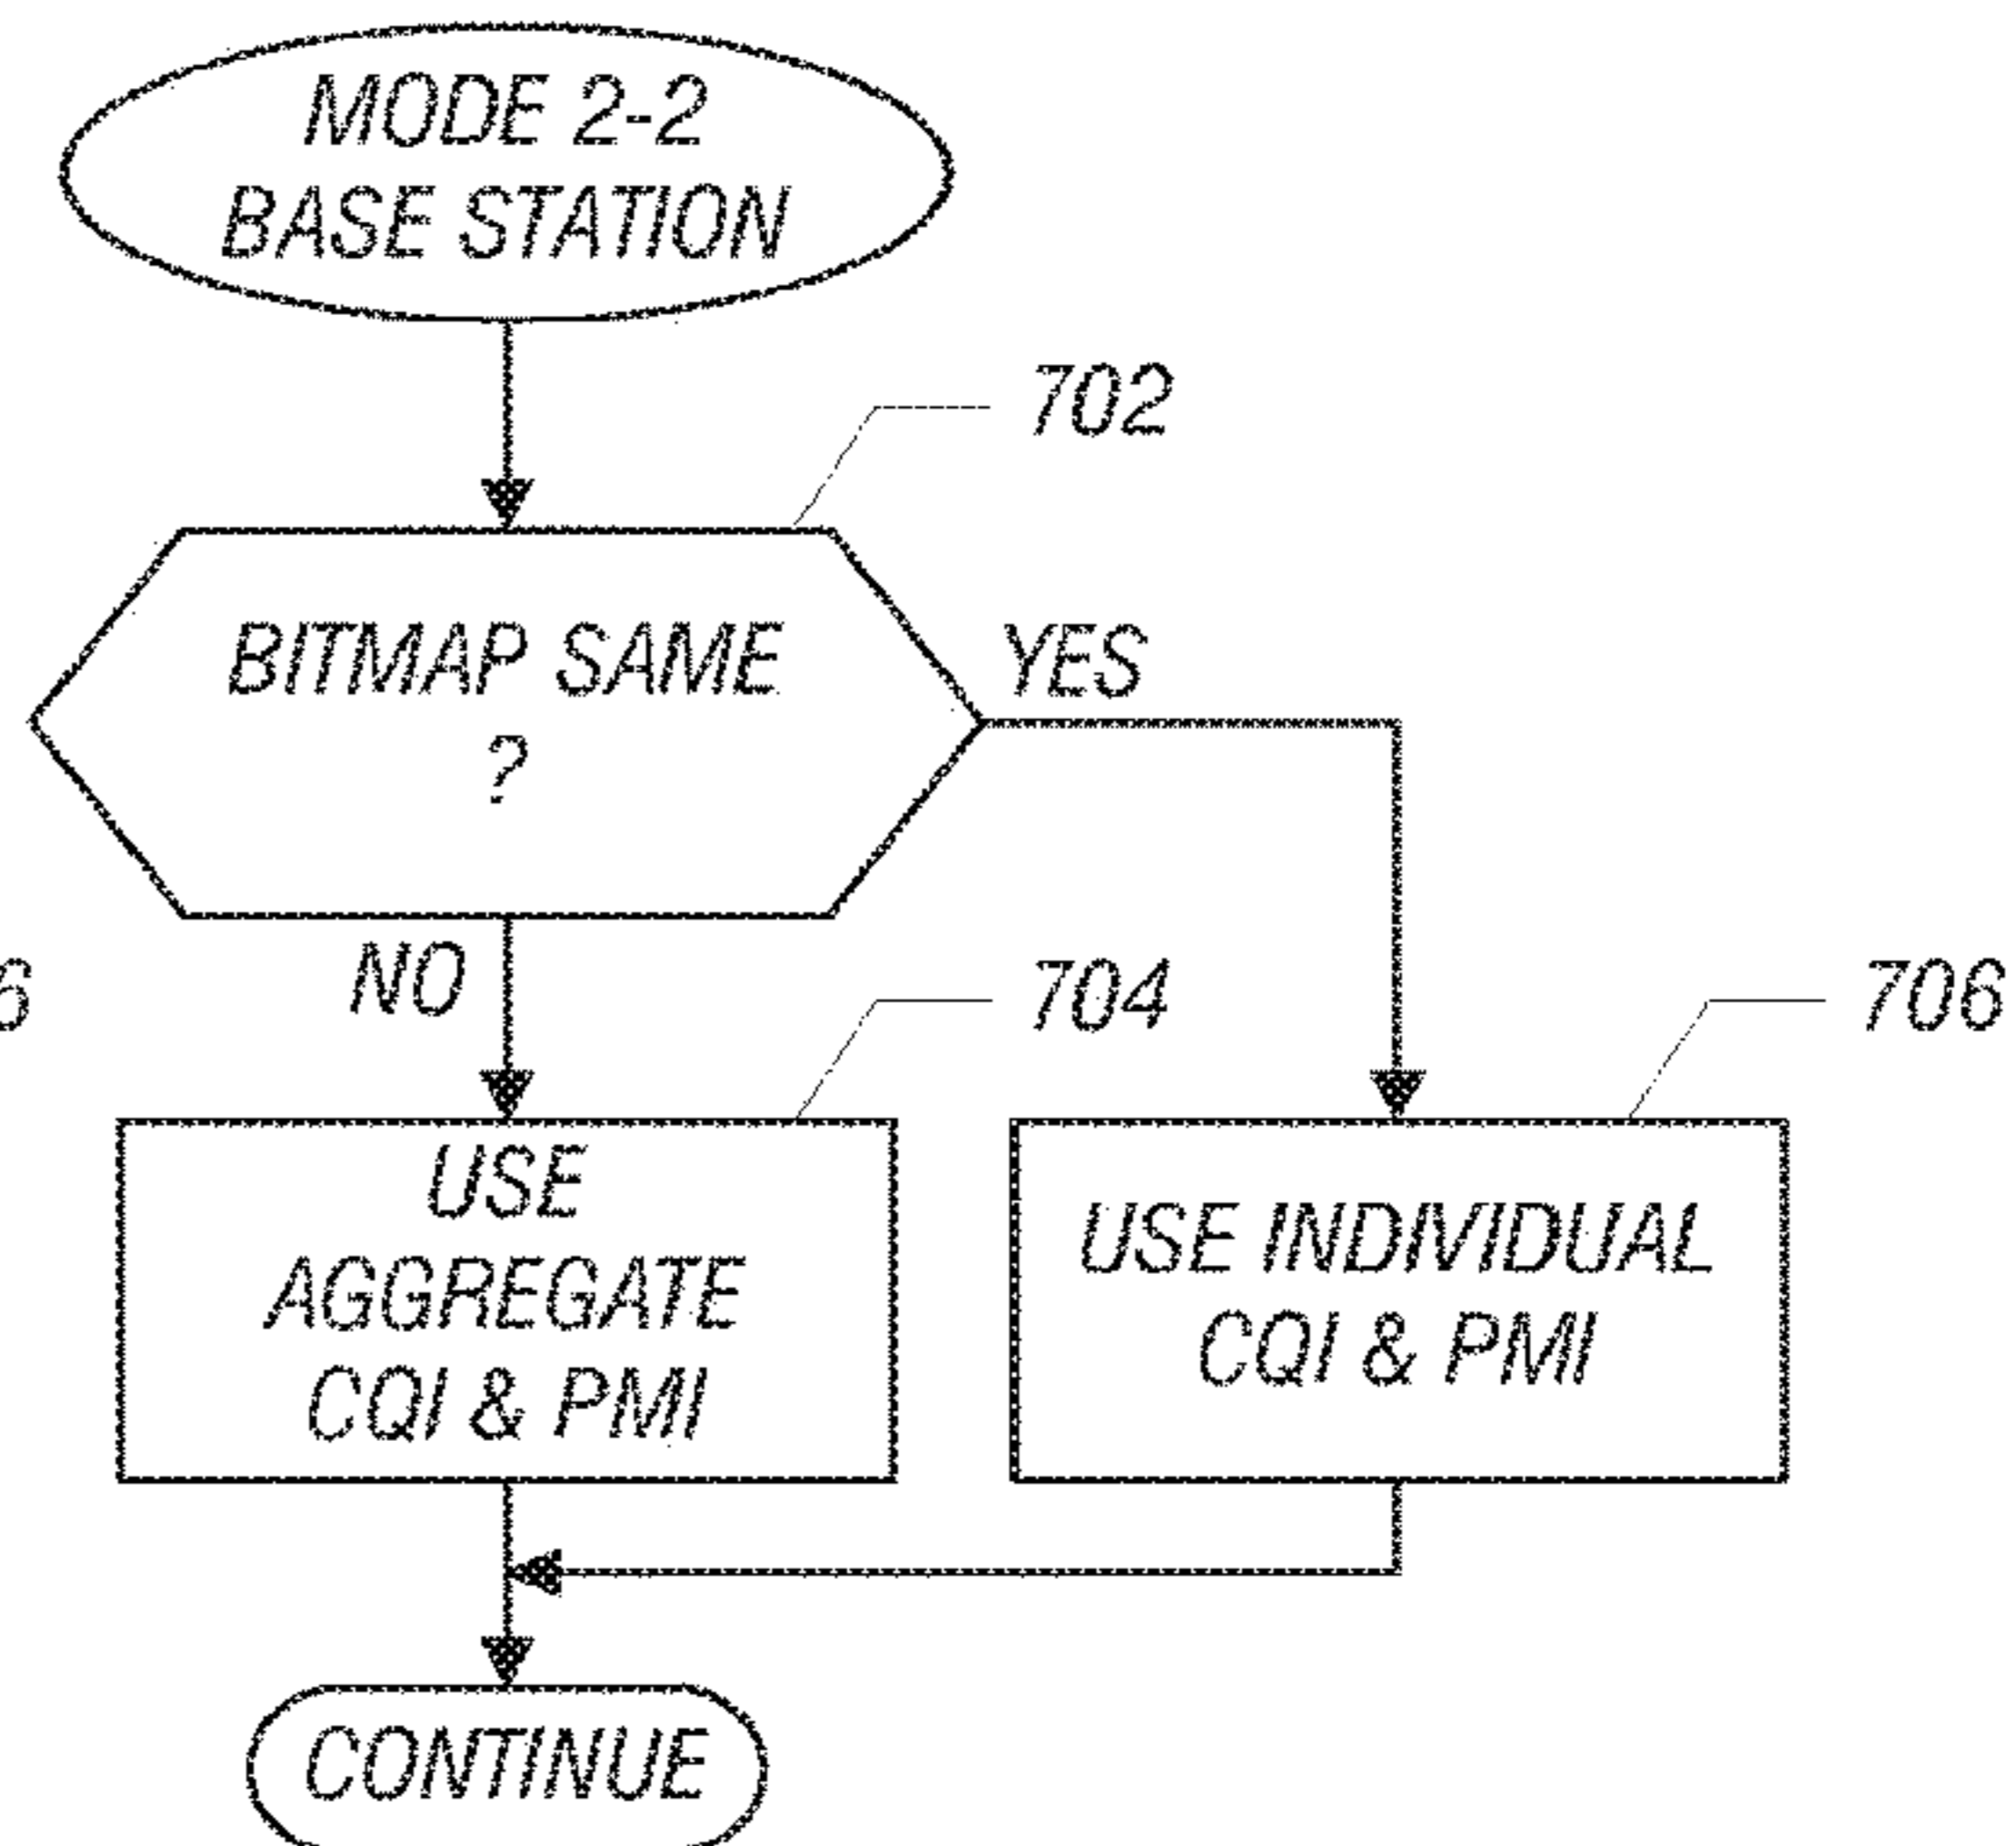 MODE 2-2
BASE STATION
702
BITMAP SAME
?
YES
NO
6
704
706
USE
AGGREGATE
CQI & PMI
USE INDIVIDUAL
CQI & PMI
CONTINUE